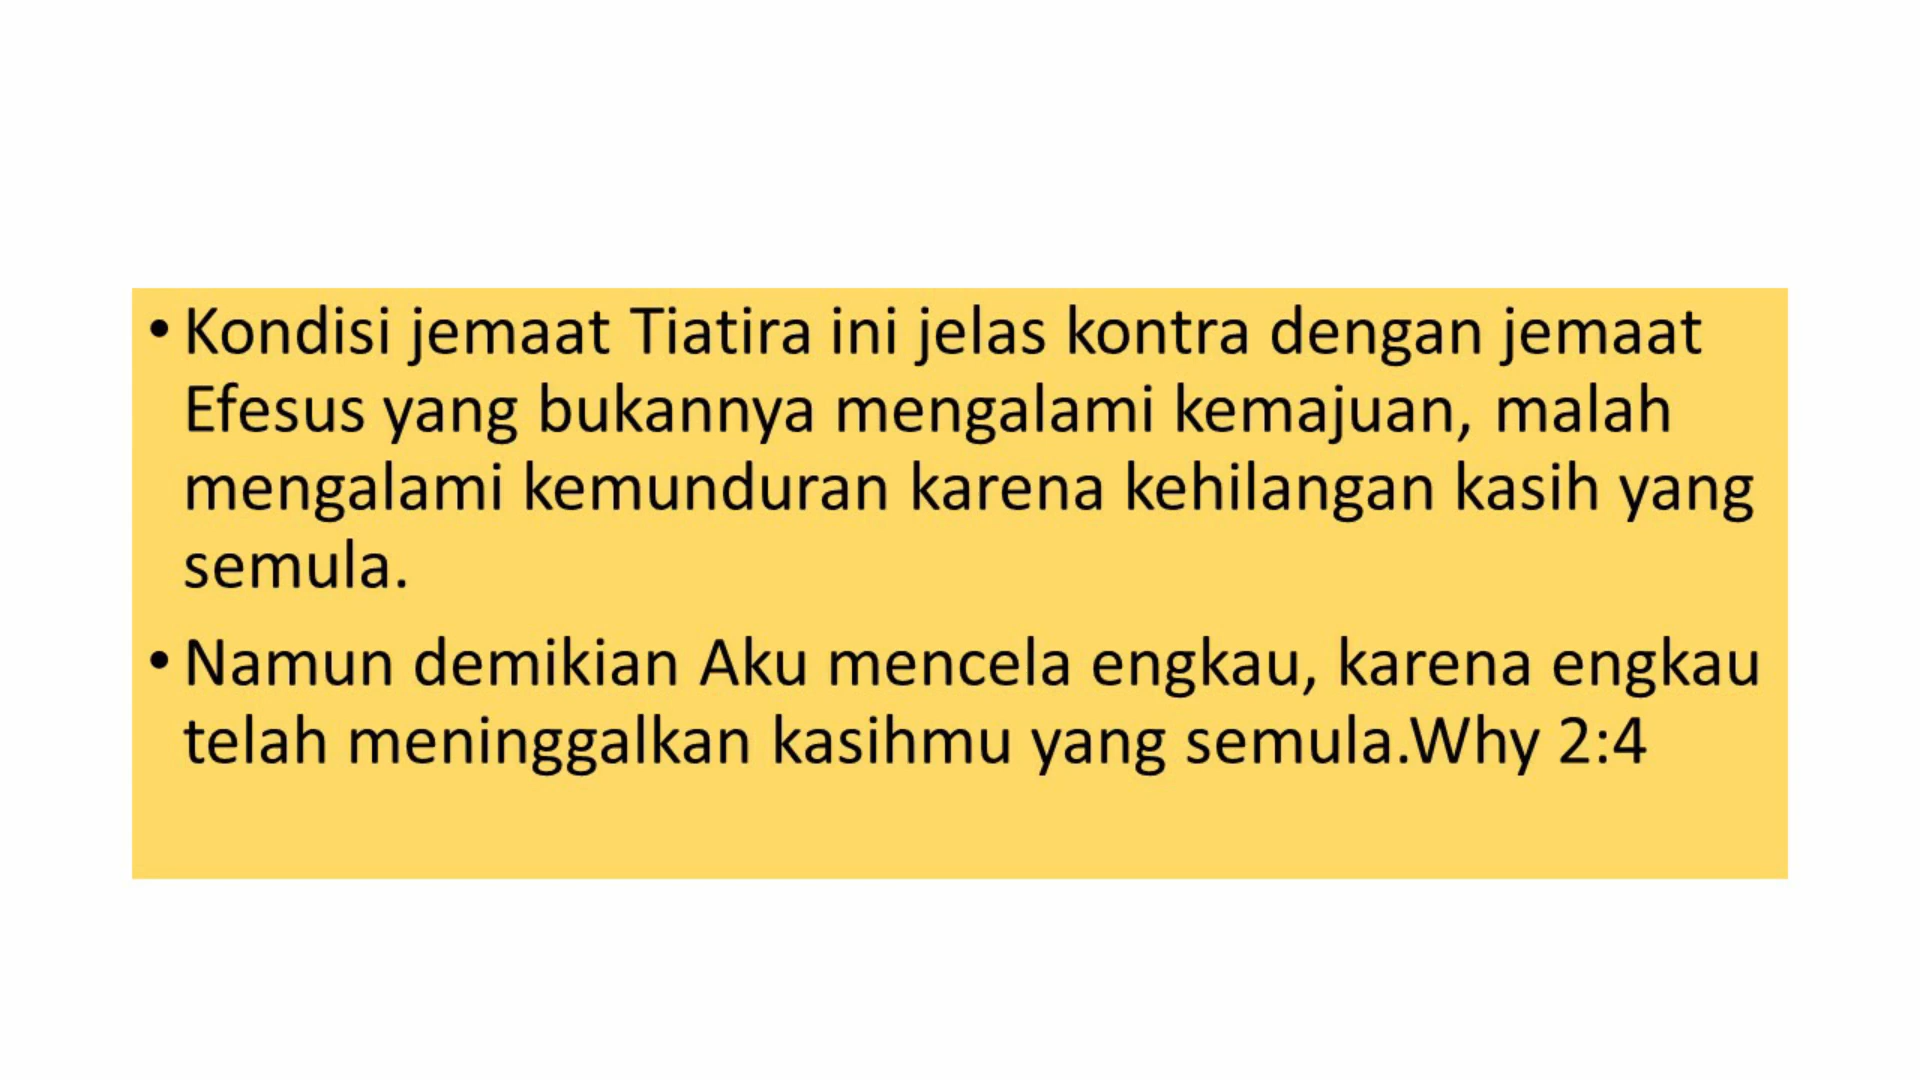 • Kondisi jemaat Tiatira ini jelas kontra dengan jemaat
Efesus yang bukannya mengalami kemajuan, malah
mengalami kemunduran karena kehilangan kasih yang
semula.
• Namun demikian Aku mencela engkau, karena engkau
telah meninggalkan kasihmu yang semula.Why 2:4